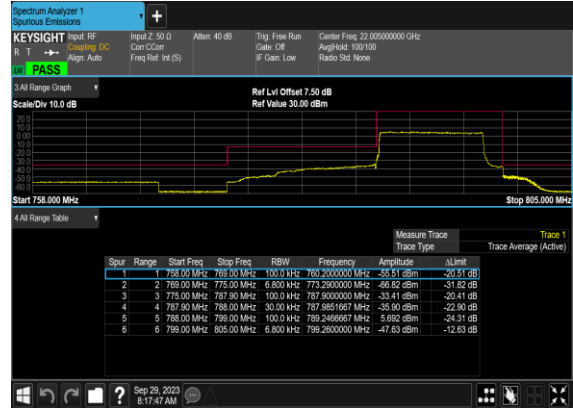 Spectrum Analyzer 1
Spurious Emissions
KEYSIGHT Input: RF Input Z: 50 Ω Atten: 40 dB Trig: Free Run Center Freq: 22.005000000 GHz
R T Coupling: DC Corr CCorr Gate: Off Avg|Hold: 100/100
Align: Auto Freq Ref: Int (S) IF Gain: Low Radio Std: None
PASS
3 All Range Graph Ref Lvl Offset 7.50 dB
Scale/Div 10.0 dB Ref Value 30.00 dBm
20.0
10.0
0.00
-10.0
-20.0
-30.0
-40.0
-50.0
-60.0
Start 758.000 MHz Stop 805.000 MHz
4 All Range Table
Measure Trace Trace 1
Trace Type Trace Average (Active)
Spur Range Start Freq Stop Freq RBW Frequency Amplitude ΔLimit
1 1 758.00 MHz 769.00 MHz 100.0 kHz 760.2000000 MHz -55.51 dBm -20.51 dB
2 2 769.00 MHz 775.00 MHz 6.800 kHz 773.2900000 MHz -66.82 dBm -31.82 dB
3 3 775.00 MHz 787.90 MHz 100.0 kHz 787.9000000 MHz -33.41 dBm -20.41 dB
4 4 787.90 MHz 788.00 MHz 30.00 kHz 787.9851667 MHz -35.90 dBm -22.90 dB
5 5 788.00 MHz 799.00 MHz 100.0 kHz 789.2466667 MHz 5.692 dBm -24.31 dB
6 6 799.00 MHz 805.00 MHz 6.800 kHz 799.2600000 MHz -47.63 dBm -12.63 dB
? Sep 29, 2023
8:17:47 AM